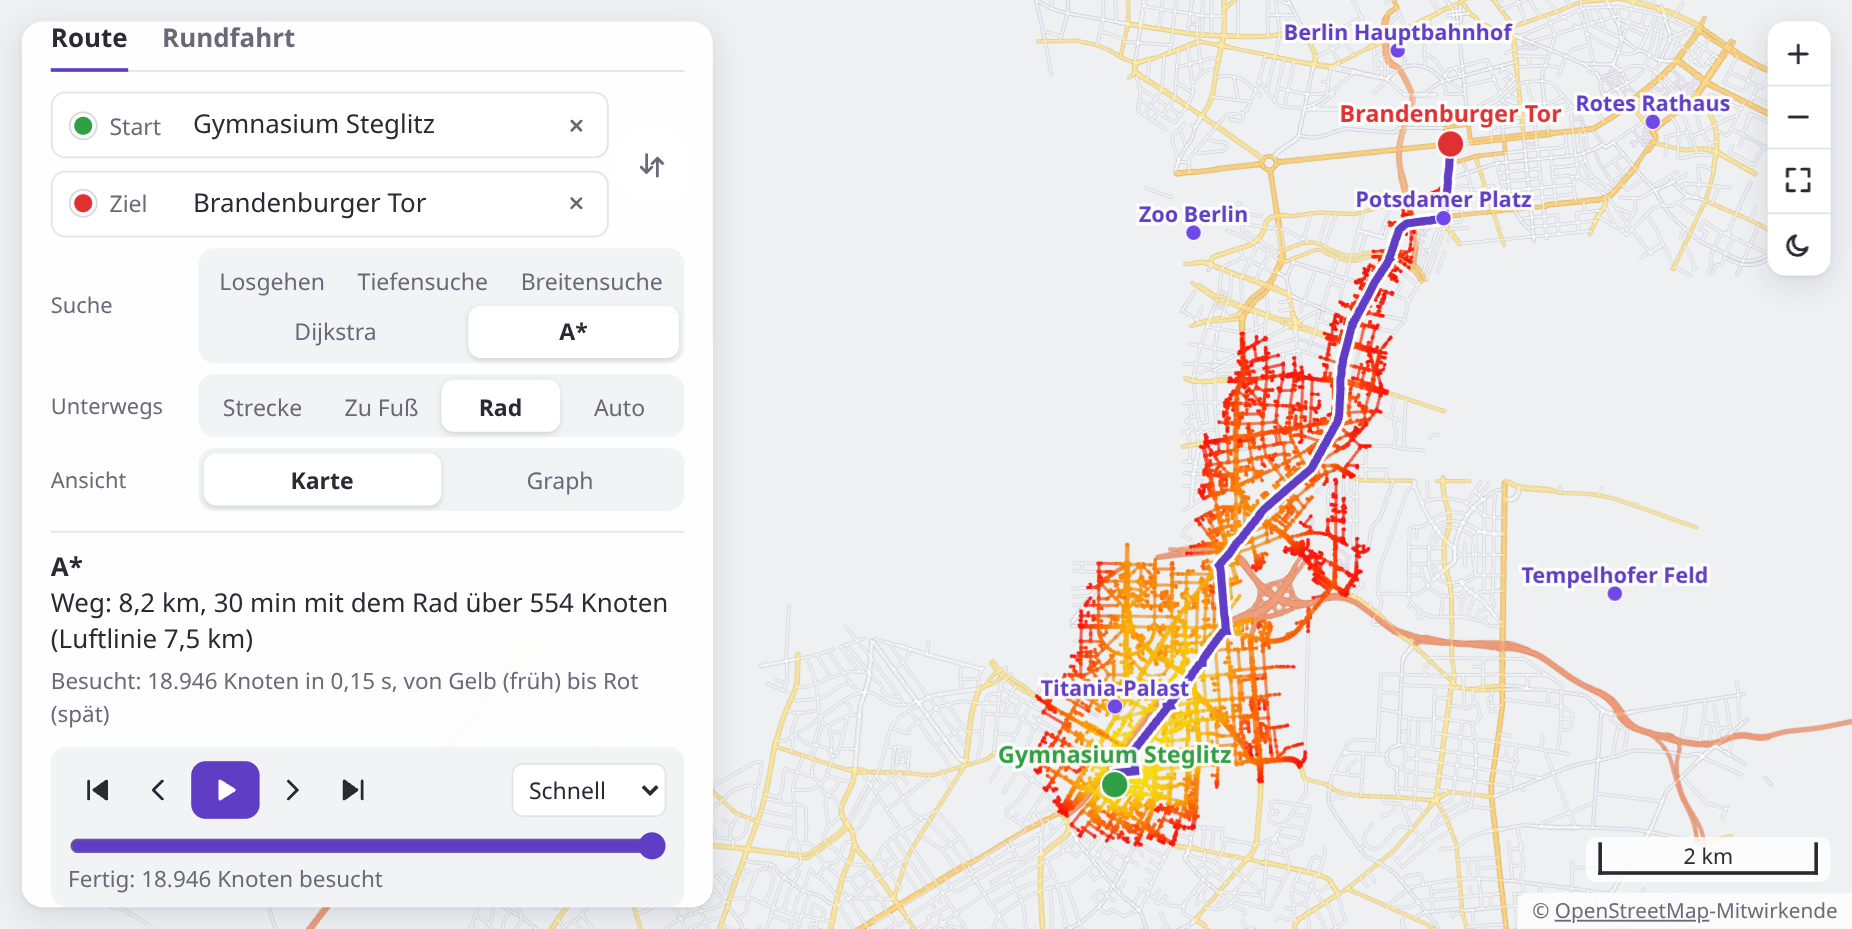 Route Rundfahrt
Start Gymnasium Steglitz ×
Ziel Brandenburger Tor ×
Suche
Losgehen Tiefensuche Breitensuche
Dijkstra A*
Unterwegs Strecke Zu Fuß Rad Auto
Ansicht Karte Graph
A*
Weg: 8,2 km, 30 min mit dem Rad über 554 Knoten
(Luftlinie 7,5 km)
Besucht: 18.946 Knoten in 0,15 s, von Gelb (früh) bis Rot
(spät)
Schnell
Fertig: 18.946 Knoten besucht
Berlin Hauptbahnhof
Brandenburger Tor
Rotes Rathaus
Potsdamer Platz
Zoo Berlin
Tempelhofer Feld
Titania-Palast
Gymnasium Steglitz
2 km
© OpenStreetMap-Mitwirkende